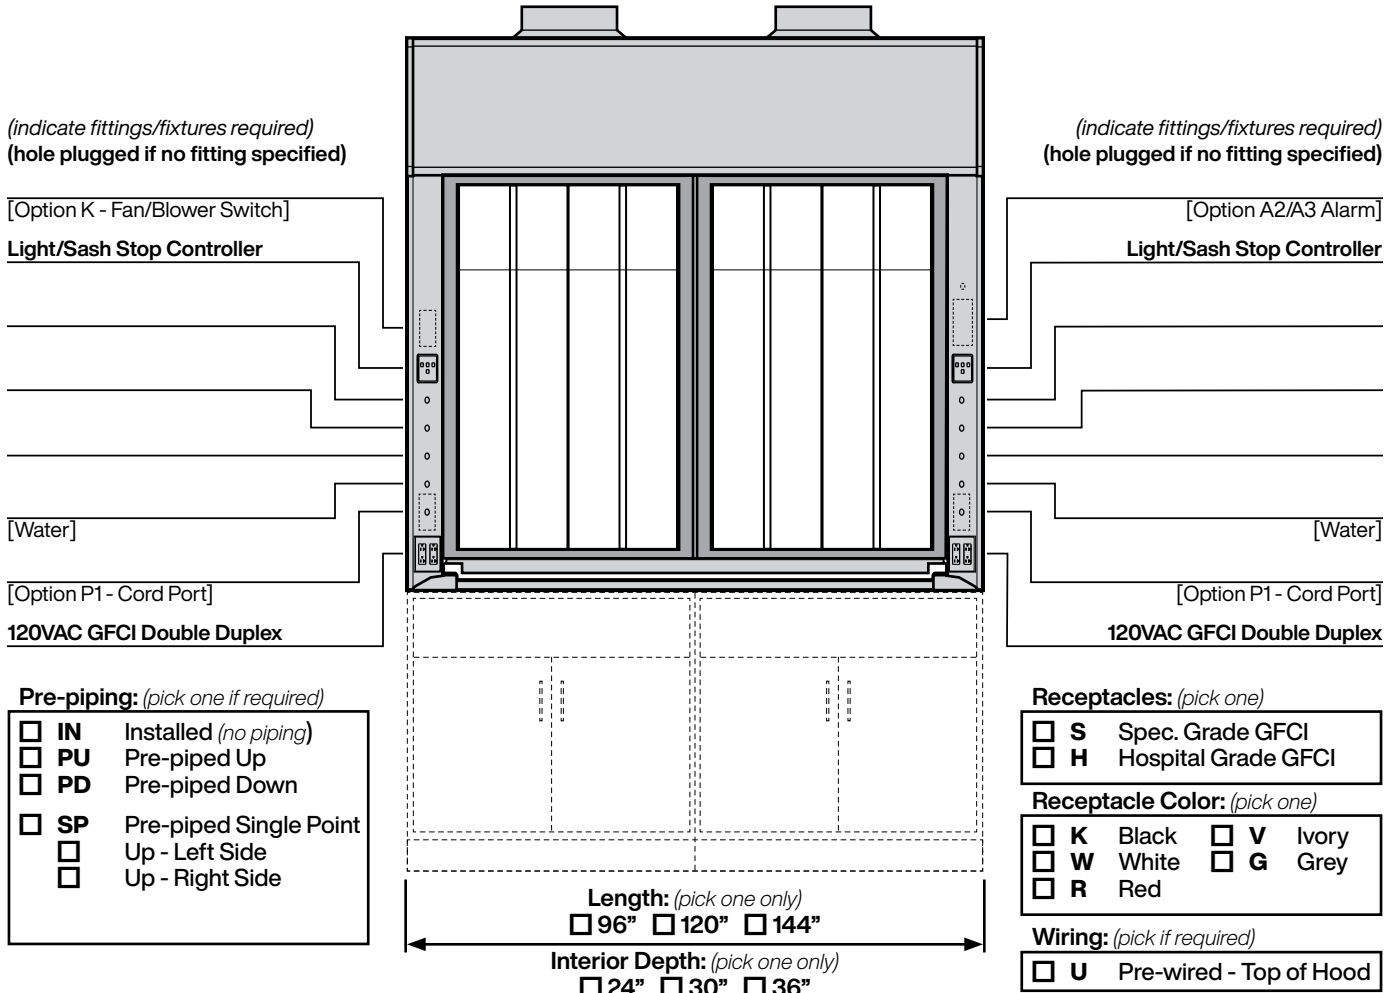 (indicate fittings/fixtures required)
(hole plugged if no fitting specified)
[Option K - Fan/Blower Switch]
Light/Sash Stop Controller
[Water]
[Option P1 - Cord Port]
120VAC GFCI Double Duplex
(indicate fittings/fixtures required)
(hole plugged if no fitting specified)
[Option A2/A3 Alarm]
Light/Sash Stop Controller
[Water]
[Option P1 - Cord Port]
120VAC GFCI Double Duplex
Pre-piping: (pick one if required)
IN Installed (no piping)
PU Pre-piped Up
PD Pre-piped Down
SP Pre-piped Single Point
Up - Left Side
Up - Right Side
Length: (pick one only)
96” 120” 144”
Interior Depth: (pick one only)
24” 30” 36”
Receptacles: (pick one)
S Spec. Grade GFCI
H Hospital Grade GFCI
Receptacle Color: (pick one)
K Black V Ivory
W White G Grey
R Red
Wiring: (pick if required)
U Pre-wired - Top of Hood